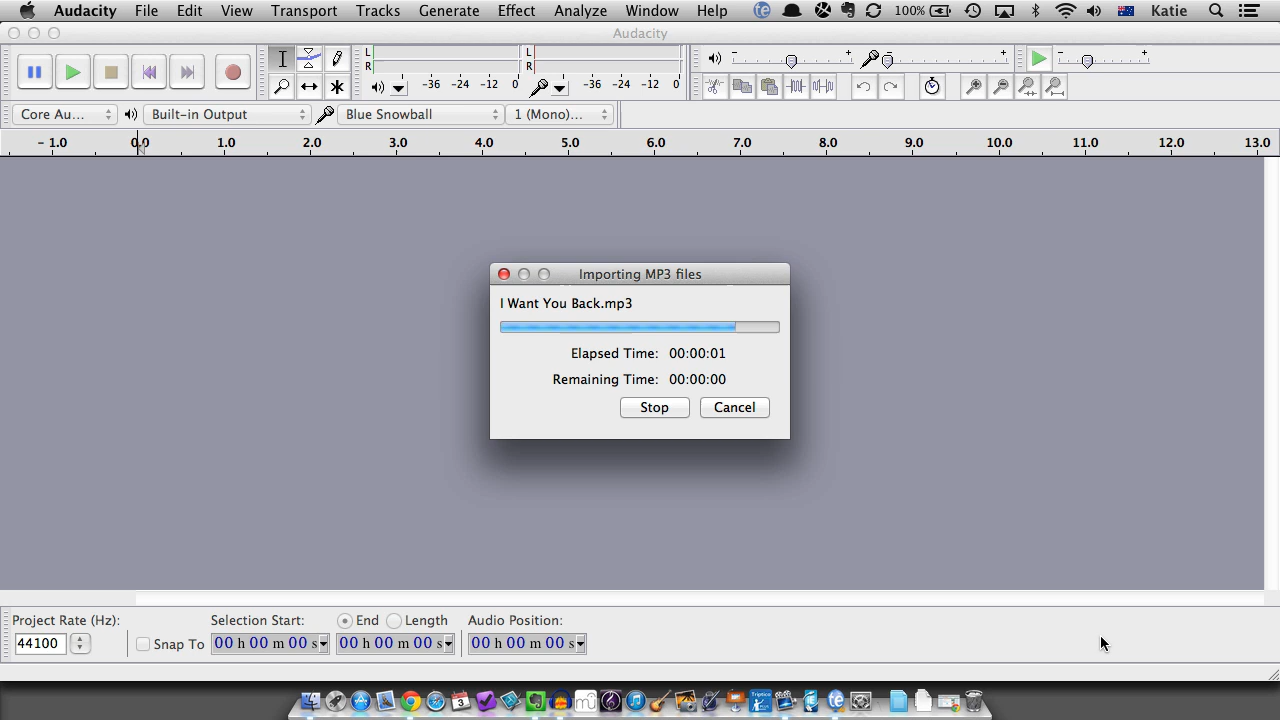 Audacity File Edit View Transport Tracks Generate Effect Analyze Window Help te 100% Katie
Audacity
L
R
-36 -24 -12 0
L
R
-36 -24 -12 0
- + - + - +
Core Au... Built-in Output Blue Snowball 1 (Mono)...
- 1.0 0.0 1.0 2.0 3.0 4.0 5.0 6.0 7.0 8.0 9.0 10.0 11.0 12.0 13.0
Importing MP3 files
I Want You Back.mp3
Elapsed Time: 00:00:01
Remaining Time: 00:00:00
Stop Cancel
Project Rate (Hz): Selection Start: End Length Audio Position:
44100 Snap To 00 h 00 m 00 s 00 h 00 m 00 s 00 h 00 m 00 s
3 te